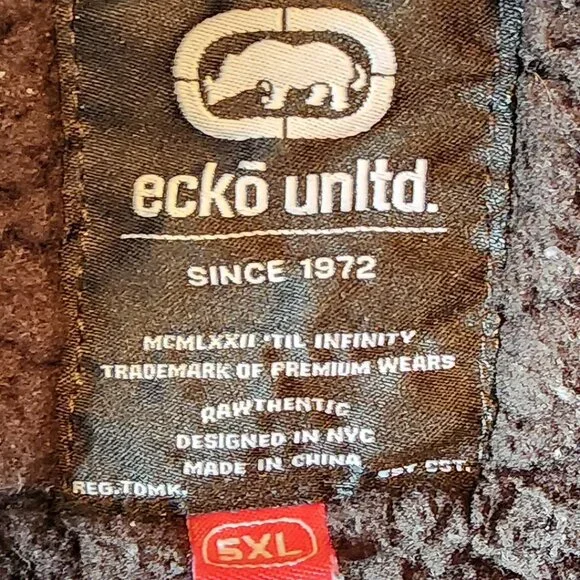 eckō unltd.
SINCE 1972
MCMLXXII 'TIL INFINITY
TRADEMARK OF PREMIUM WEARS
RAWTHENTIC
DESIGNED IN NYC
MADE IN CHINA
REG.TDMK.
5XL